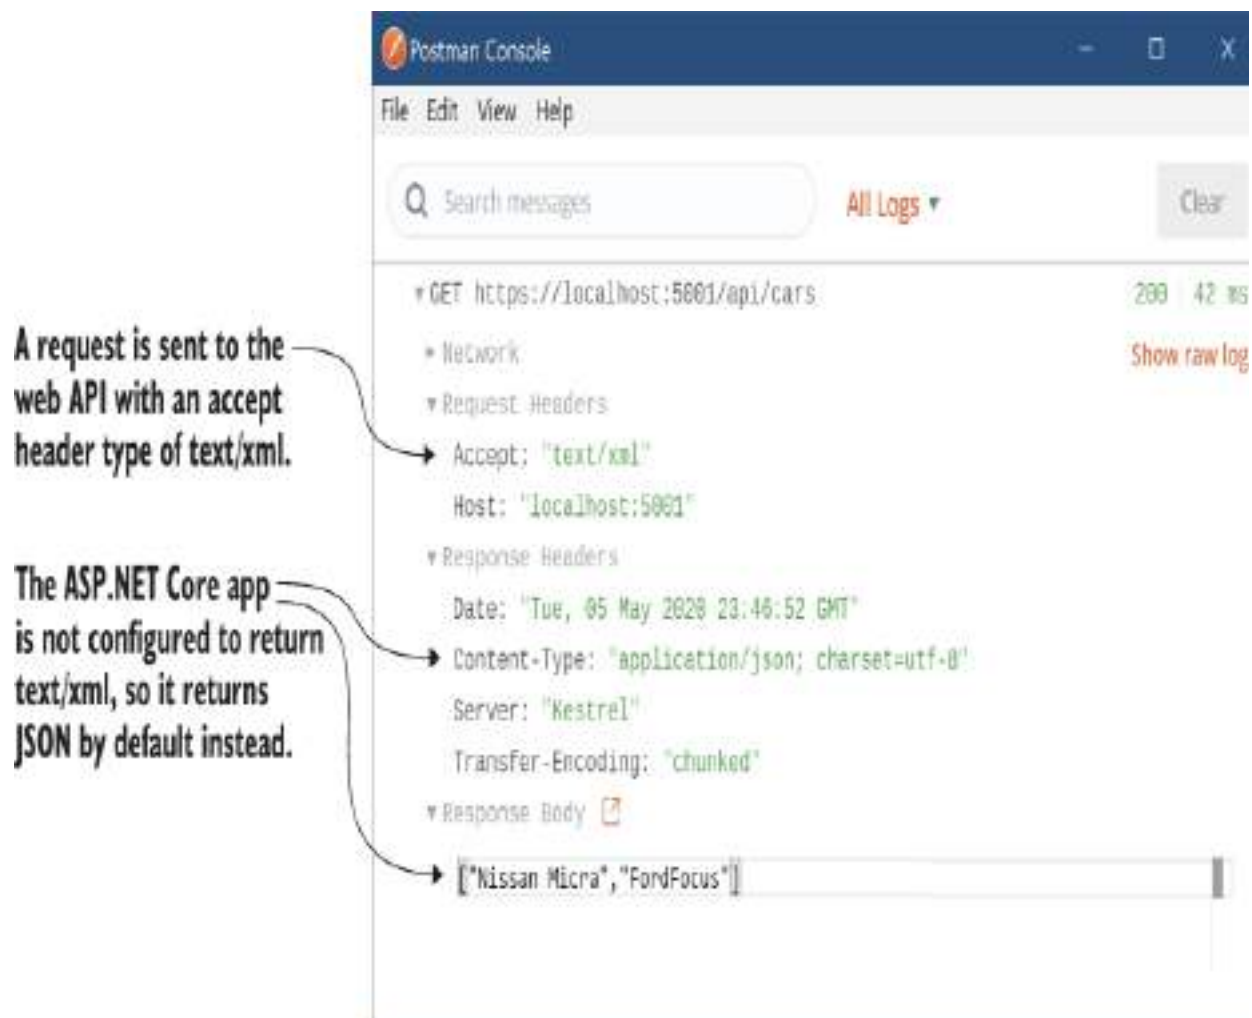 Postman Console
File Edit View Help
Search messages
All Logs
Clear
GET https://localhost:5001/api/cars
200 42 ms
Network
Show raw log
Request Headers
Accept: "text/xml"
Host: "localhost:5001"
Response Headers
Date: "Tue, 05 May 2020 23:46:52 GMT"
Content-Type: "application/json; charset=utf-8"
Server: "Kestrel"
Transfer-Encoding: "chunked"
Response Body
["Nissan Micra","FordFocus"]
A request is sent to the
web API with an accept
header type of text/xml.
The ASP.NET Core app
is not configured to return
text/xml, so it returns
JSON by default instead.